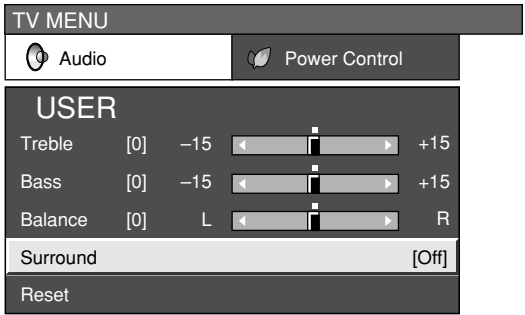 TV MENU
Audio Power Control
USER
Treble [0] –15 +15
Bass [0] –15 +15
Balance [0] L R
Surround [Off]
Reset